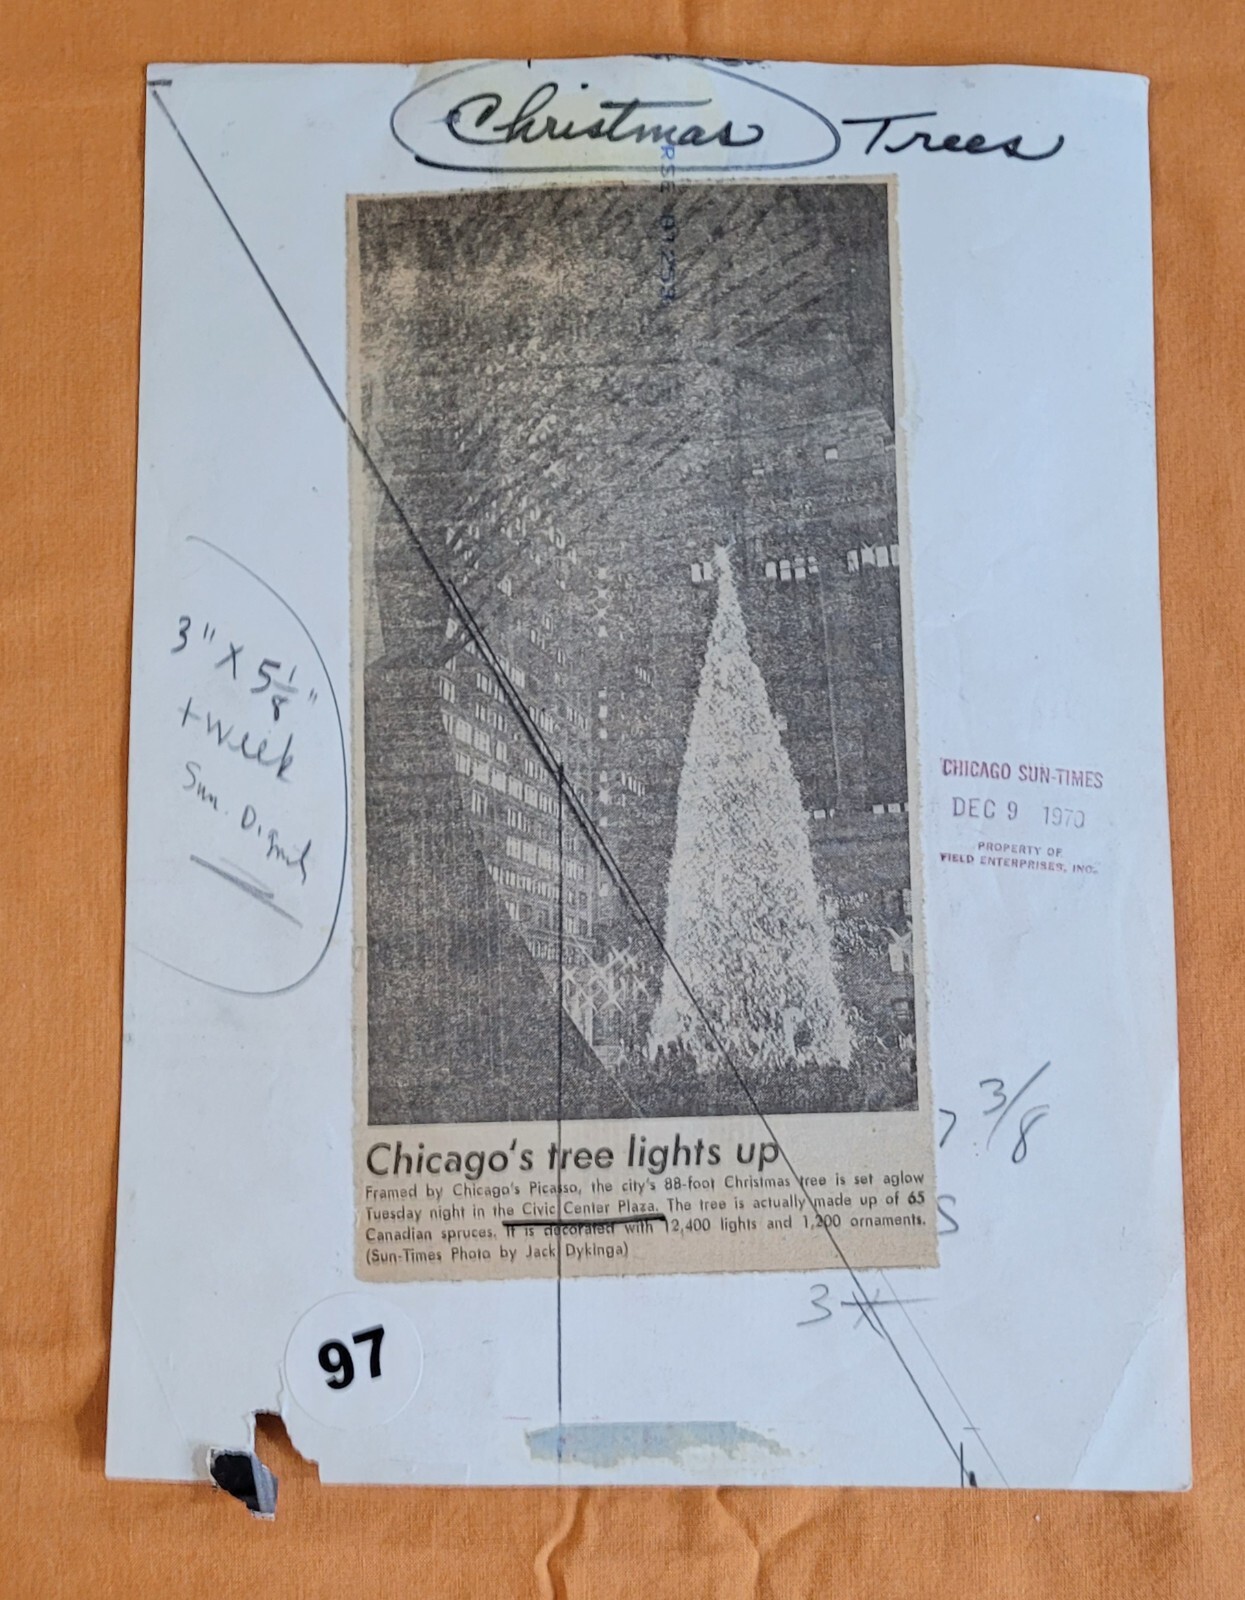 Christmas Trees
3" X 5 1/8"
+ week
Sun.
CHICAGO SUN-TIMES
DEC 9 1970
PROPERTY OF
FIELD ENTERPRISES, INC.
7 3/8
S
Chicago's tree lights up
Framed by Chicago's Picasso, the city's 88-foot Christmas tree is set aglow
Tuesday night in the Civic Center Plaza. The tree is actually made up of 65
Canadian spruces. It is decorated with 12,400 lights and 1,200 ornaments.
(Sun-Times Photo by Jack Dykinga)
3
97